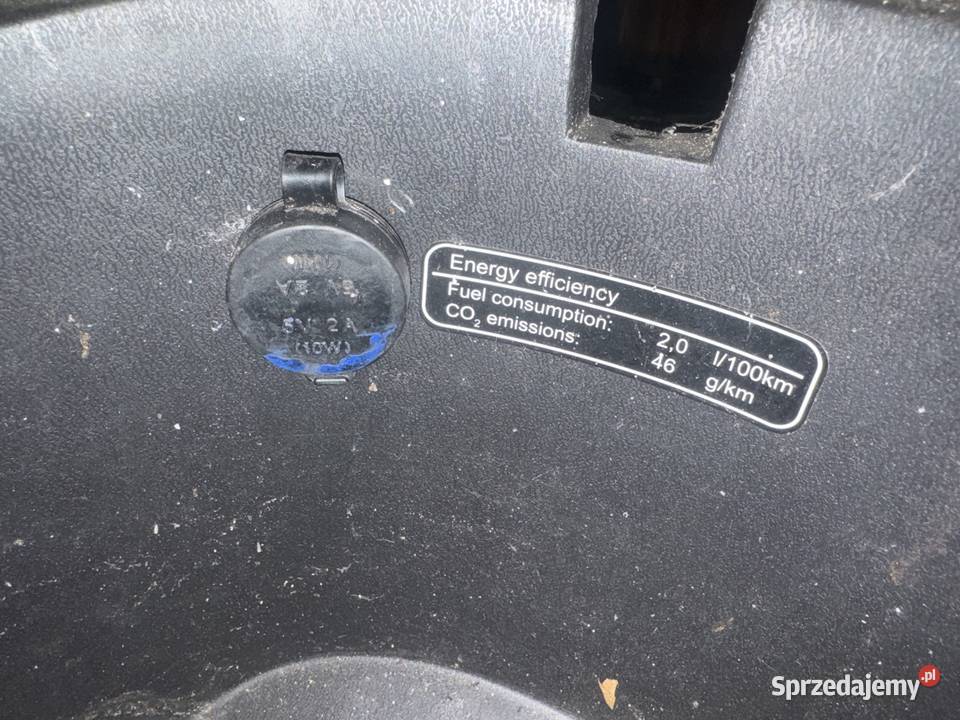 5V 2A
(10W)
Energy efficiency
Fuel consumption: 2,0 l/100km
CO₂ emissions: 46 g/km
Sprzedajemy.pl